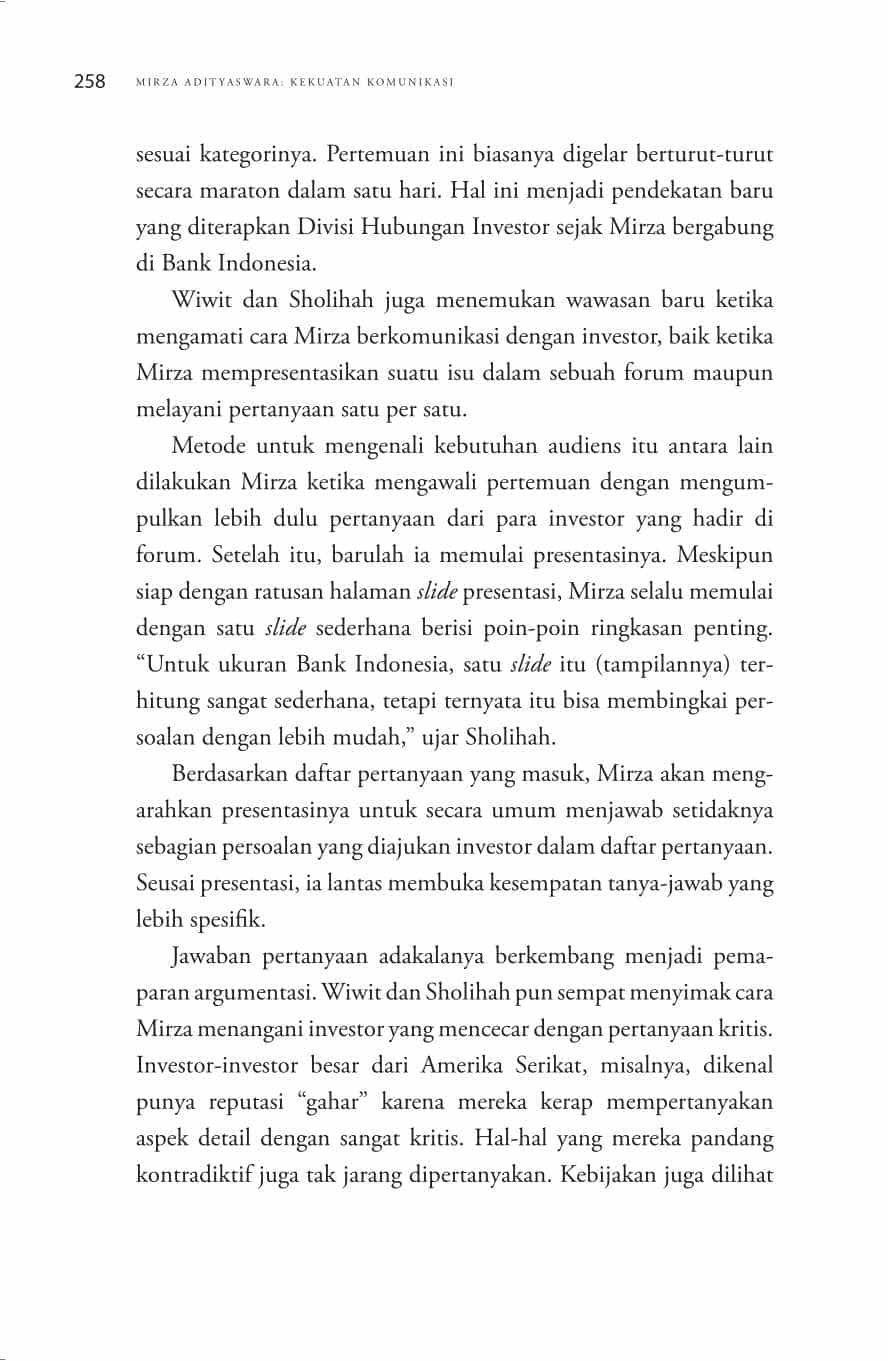 258 MIRZA ADITYASWARA: KEKUATAN KOMUNIKASI
sesuai kategorinya. Pertemuan ini biasanya digelar berturut-turut
secara maraton dalam satu hari. Hal ini menjadi pendekatan baru
yang diterapkan Divisi Hubungan Investor sejak Mirza bergabung
di Bank Indonesia.
Wiwit dan Sholihah juga menemukan wawasan baru ketika
mengamati cara Mirza berkomunikasi dengan investor, baik ketika
Mirza mempresentasikan suatu isu dalam sebuah forum maupun
melayani pertanyaan satu per satu.
Metode untuk mengenali kebutuhan audiens itu antara lain
dilakukan Mirza ketika mengawali pertemuan dengan mengum-
pulkan lebih dulu pertanyaan dari para investor yang hadir di
forum. Setelah itu, barulah ia memulai presentasinya. Meskipun
siap dengan ratusan halaman slide presentasi, Mirza selalu memulai
dengan satu slide sederhana berisi poin-poin ringkasan penting.
“Untuk ukuran Bank Indonesia, satu slide itu (tampilannya) ter-
hitung sangat sederhana, tetapi ternyata itu bisa membingkai per-
soalan dengan lebih mudah,” ujar Sholihah.
Berdasarkan daftar pertanyaan yang masuk, Mirza akan meng-
arahkan presentasinya untuk secara umum menjawab setidaknya
sebagian persoalan yang diajukan investor dalam daftar pertanyaan.
Seusai presentasi, ia lantas membuka kesempatan tanya-jawab yang
lebih spesifik.
Jawaban pertanyaan adakalanya berkembang menjadi pema-
paran argumentasi. Wiwit dan Sholihah pun sempat menyimak cara
Mirza menangani investor yang mencecar dengan pertanyaan kritis.
Investor-investor besar dari Amerika Serikat, misalnya, dikenal
punya reputasi “gahar” karena mereka kerap mempertanyakan
aspek detail dengan sangat kritis. Hal-hal yang mereka pandang
kontradiktif juga tak jarang dipertanyakan. Kebijakan juga dilihat